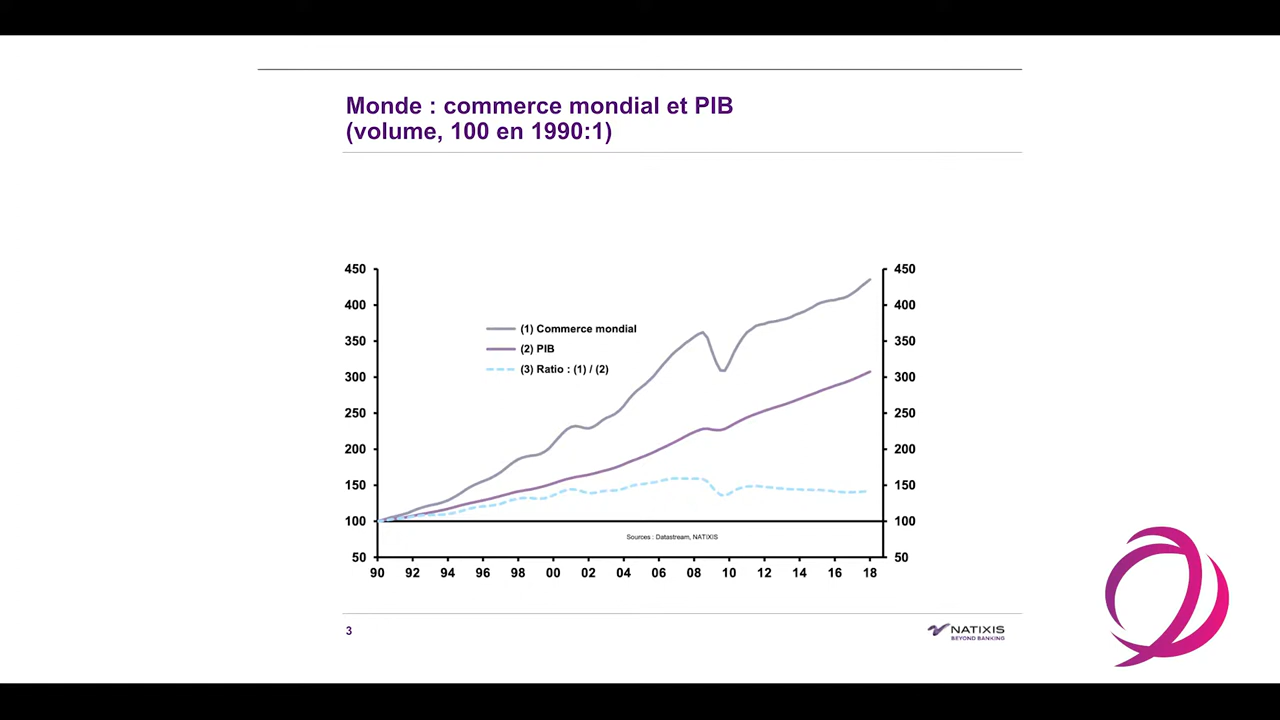 Monde : commerce mondial et PIB
(volume, 100 en 1990:1)
450
400
350
300
250
200
150
100
50
450
400
350
300
250
200
150
100
50
(1) Commerce mondial
(2) PIB
(3) Ratio : (1) / (2)
Sources : Datastream, NATIXIS
90 92 94 96 98 00 02 04 06 08 10 12 14 16 18
3
NATIXIS
BEYOND BANKING